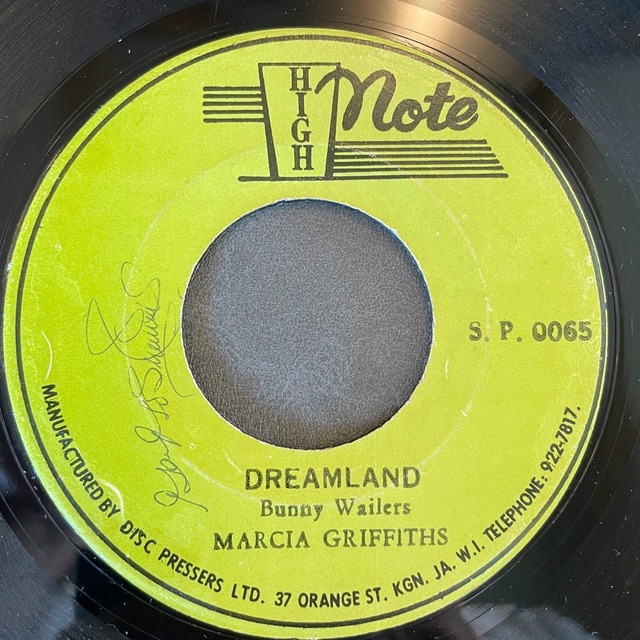 HIGH Note
S. P. 0065
DREAMLAND
Bunny Wailers
MARCIA GRIFFITHS
MANUFACTURED BY DISC PRESSERS LTD. 37 ORANGE ST. KGN. JA. W.I. TELEPHONE: 922-7817.